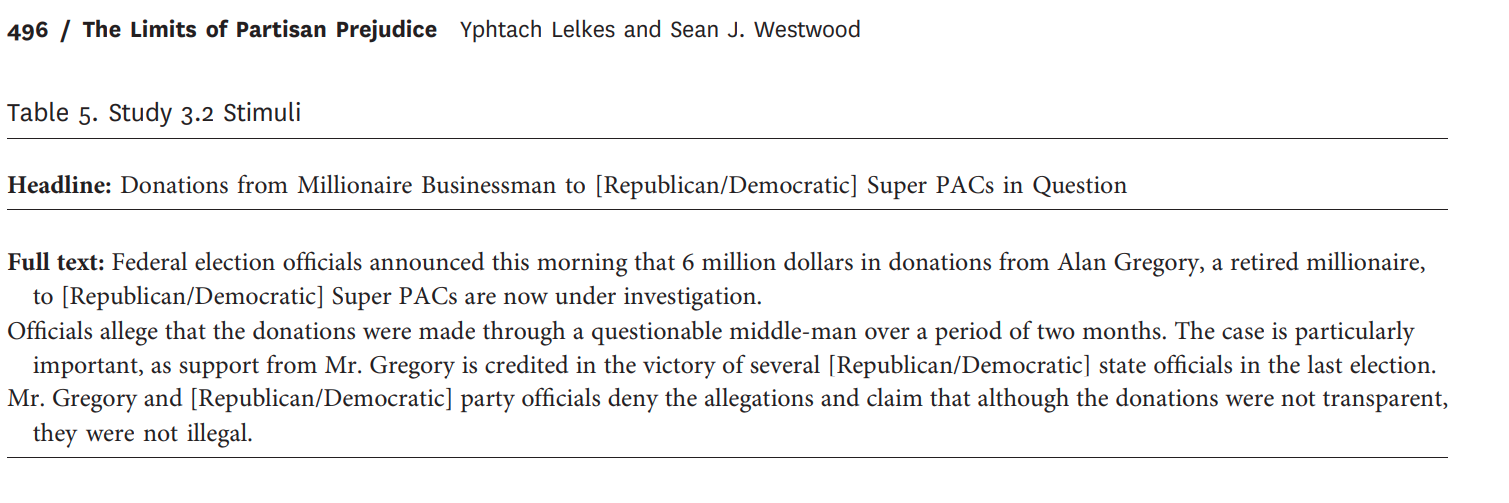 496 / The Limits of Partisan Prejudice Yphtach Lelkes and Sean J. Westwood
Table 5. Study 3.2 Stimuli
Headline: Donations from Millionaire Businessman to [Republican/Democratic] Super PACs in Question
Full text: Federal election officials announced this morning that 6 million dollars in donations from Alan Gregory, a retired millionaire,
to [Republican/Democratic] Super PACs are now under investigation.
Officials allege that the donations were made through a questionable middle-man over a period of two months. The case is particularly
important, as support from Mr. Gregory is credited in the victory of several [Republican/Democratic] state officials in the last election.
Mr. Gregory and [Republican/Democratic] party officials deny the allegations and claim that although the donations were not transparent,
they were not illegal.